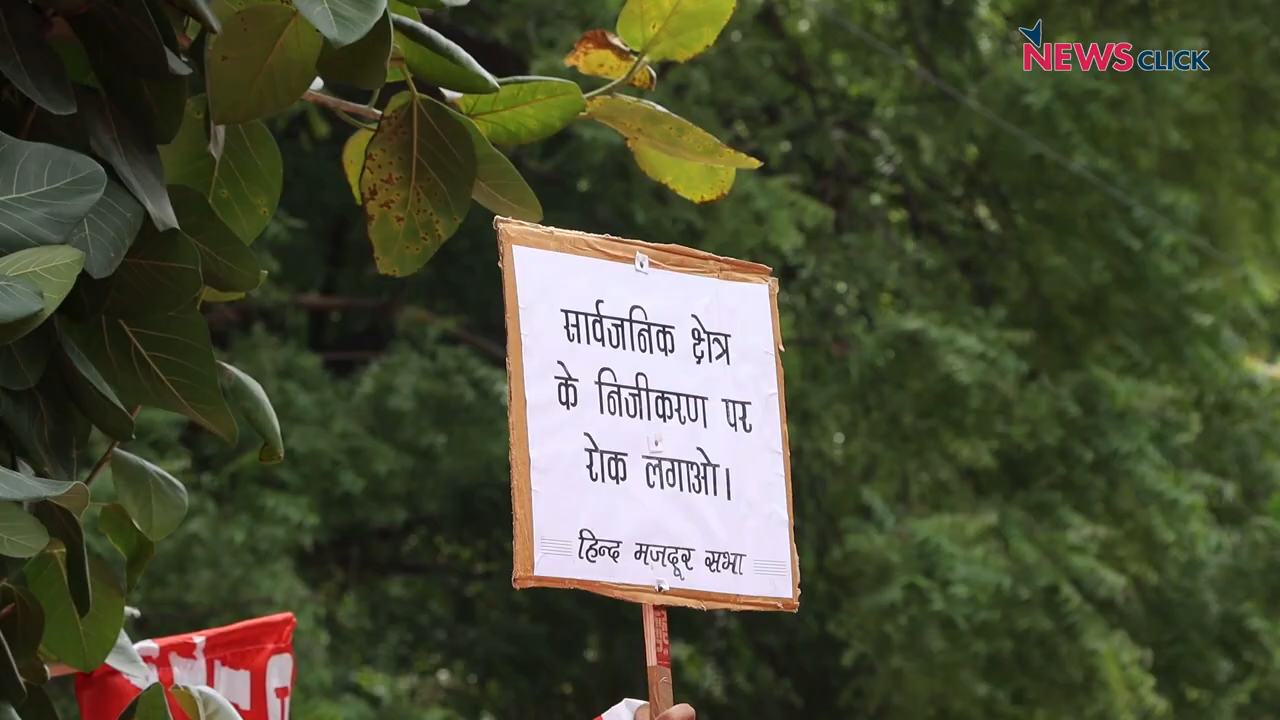 NEWSCLICK
सार्वजनिक क्षेत्र
के निजीकरण पर
रोक लगाओ।
हिन्द मजदूर सभा